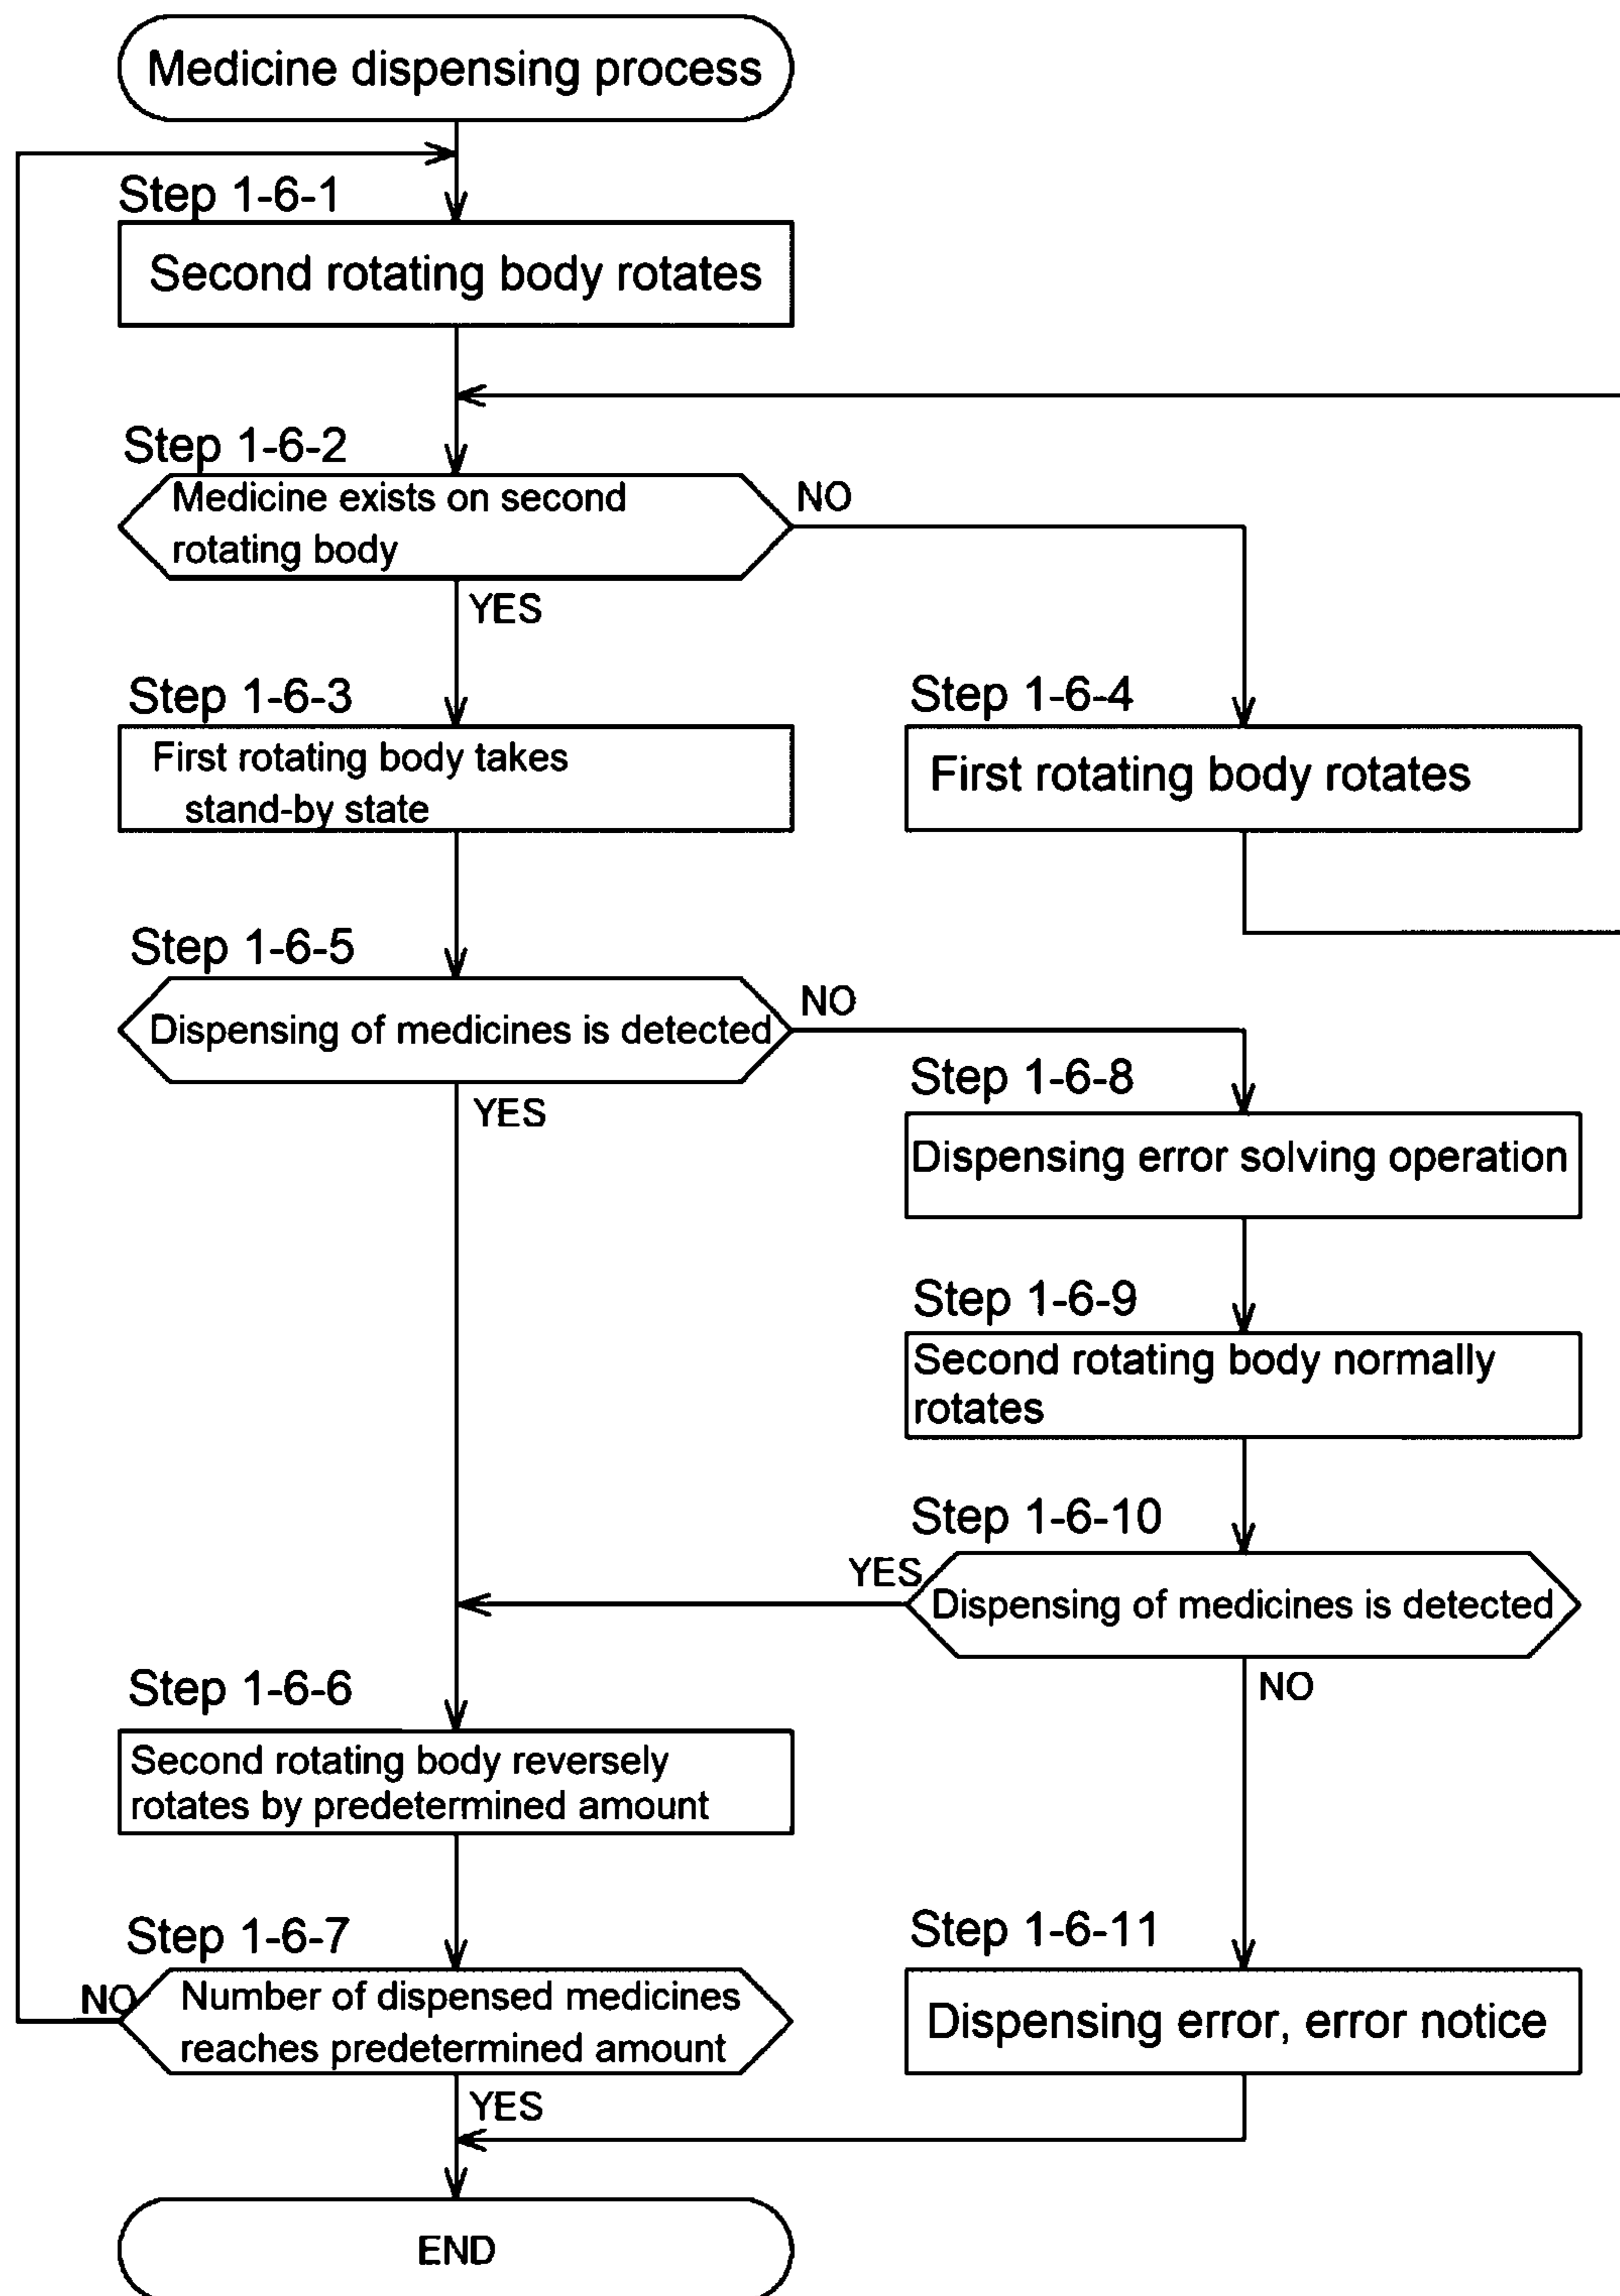 Medicine dispensing process
Step 1-6-1
Second rotating body rotates
Step 1-6-2
Medicine exists on second
rotating body
NO
YES
Step 1-6-3
First rotating body takes
stand-by state
Step 1-6-4
First rotating body rotates
Step 1-6-5
Dispensing of medicines is detected
NO
YES
Step 1-6-8
Dispensing error solving operation
Step 1-6-9
Second rotating body normally
rotates
Step 1-6-10
YES
Dispensing of medicines is detected
NO
Step 1-6-6
Second rotating body reversely
rotates by predetermined amount
Step 1-6-7
NO
Number of dispensed medicines
reaches predetermined amount
YES
Step 1-6-11
Dispensing error, error notice
END